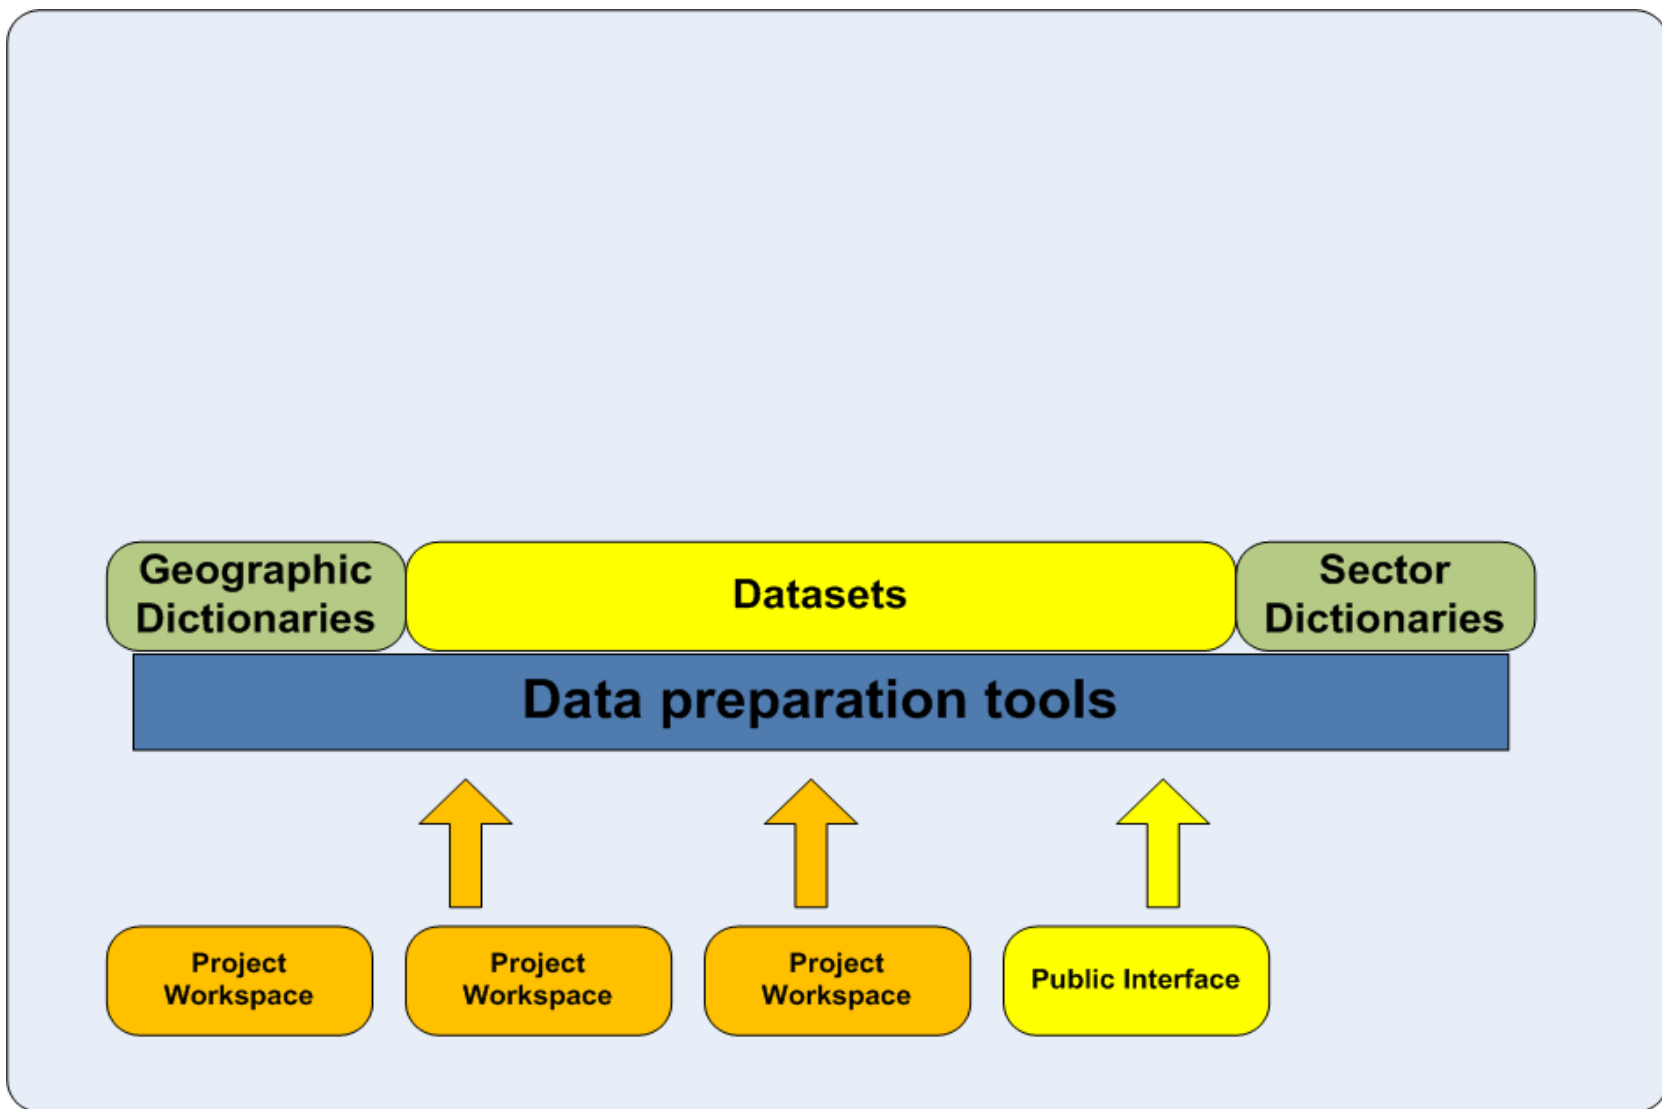 Geographic
Dictionaries
Datasets
Sector
Dictionaries
Data preparation tools
Project
Workspace
Project
Workspace
Project
Workspace
Public Interface